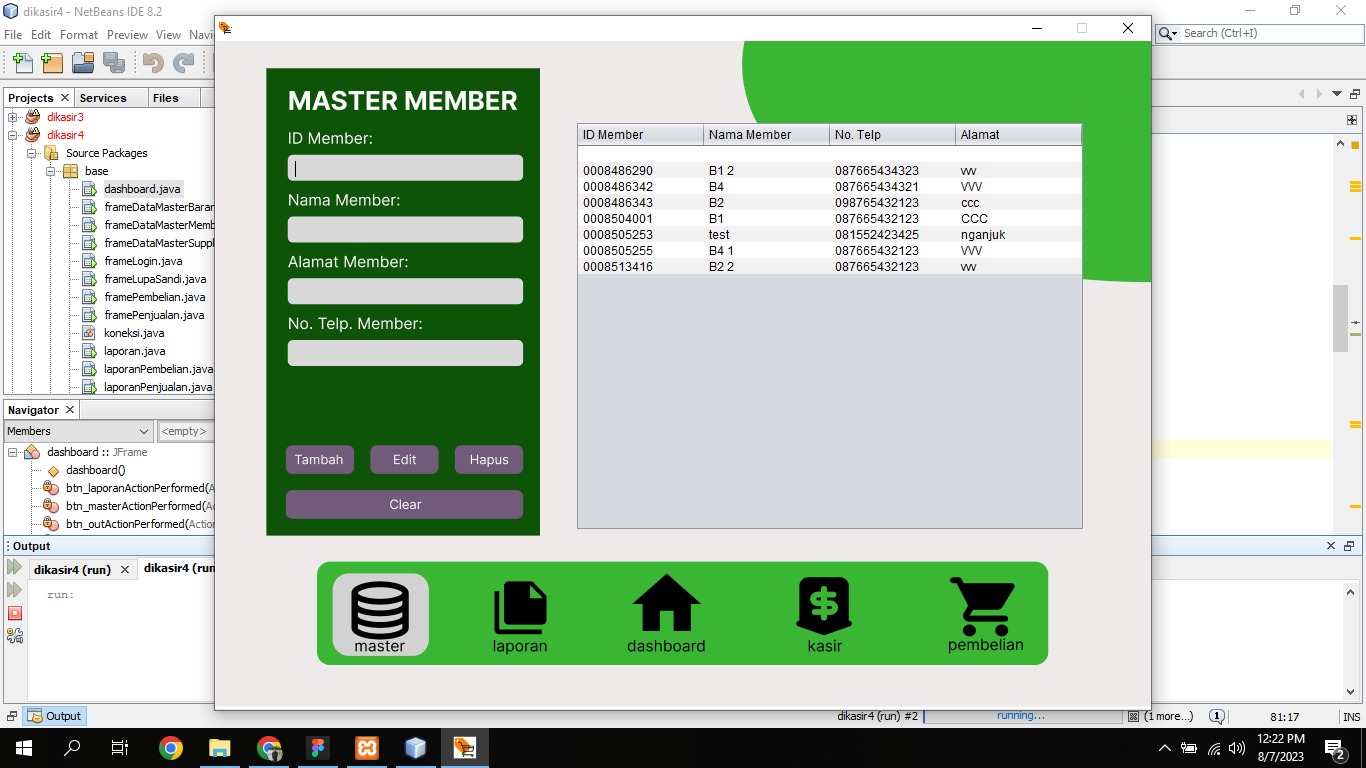 dikasir4 - NetBeans IDE 8.2
File Edit Format Preview View Navi
Search (Ctrl+I)
Projects Services Files
dikasir3
dikasir4
Source Packages
base
dashboard.java
frameDataMasterBaran
frameDataMasterMemb
frameDataMasterSuppl
frameLogin.java
frameLupaSandi.java
framePembelian.java
framePenjualan.java
koneksi.java
laporan.java
laporanPembelian.java
laporanPenjualan.java
Navigator
Members <empty>
dashboard :: JFrame
dashboard()
btn_laporanActionPerformed(A
btn_masterActionPerformed(Ac
btn_outActionPerformed(Action
Output
dikasir4 (run) dikasir4 (run
run:
MASTER MEMBER
ID Member:
Nama Member:
Alamat Member:
No. Telp. Member:
Tambah Edit Hapus
Clear
ID Member Nama Member No. Telp Alamat
0008486290 B1 2 087665434323 vvv
0008486342 B4 087665434321 VVV
0008486343 B2 098765432123 ccc
0008504001 B1 087665432123 CCC
0008505253 test 081552423425 nganjuk
0008505255 B4 1 087665432123 VVV
0008513416 B2 2 087665432123 vvv
master laporan dashboard kasir pembelian
Output
dikasir4 (run) #2 running... (1 more...) 1 81:17 INS
12:22 PM
8/7/2023
2